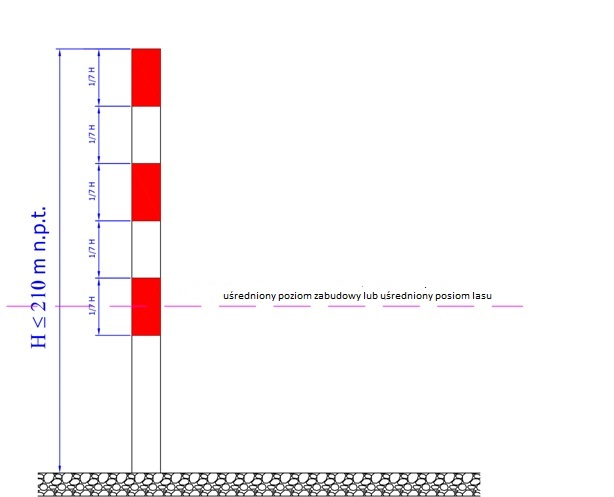 1/7 H
1/7 H
1/7 H
1/7 H
1/7 H
H ≤ 210 m n.p.t.
uśredniony poziom zabudowy lub uśredniony posiom lasu